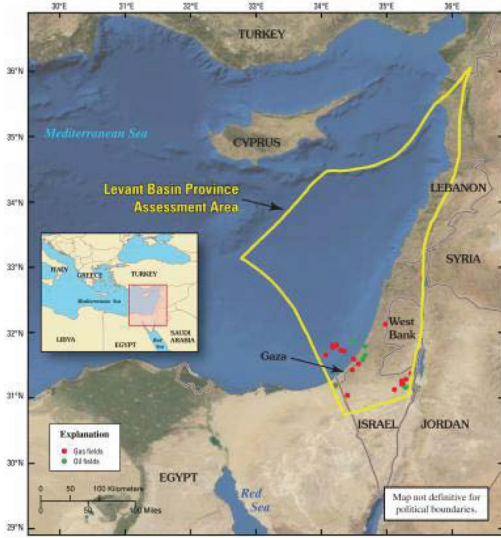 30°E
31°E
32°E
33°E
34°E
35°E
36°E
TURKEY
36°N
35°N
Mediterranean Sea
CYPRUS
Levant Basin Province
Assessment Area
34°N
LEBANON
33°N
SYRIA
ITALY
GREECE
TURKEY
Mediterranean Sea
LIBYA
EGYPT
Red
Sea
SAUDI
ARABIA
32°N
West
Bank
Gaza
31°N
ISRAEL
JORDAN
Explanation
Gas fields
Oil fields
30°N
EGYPT
Red
Sea
0 50 100 Kilometers
0 50 100 Miles
Map not definitive for
political boundaries.
29°N